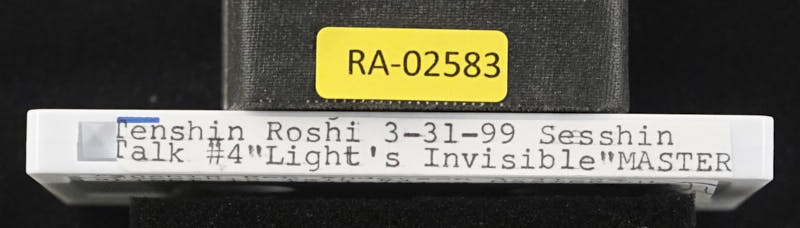 RA-02583
Tenshin Roshi 3-31-99 Sesshin
Talk #4"Light's Invisible"MASTER